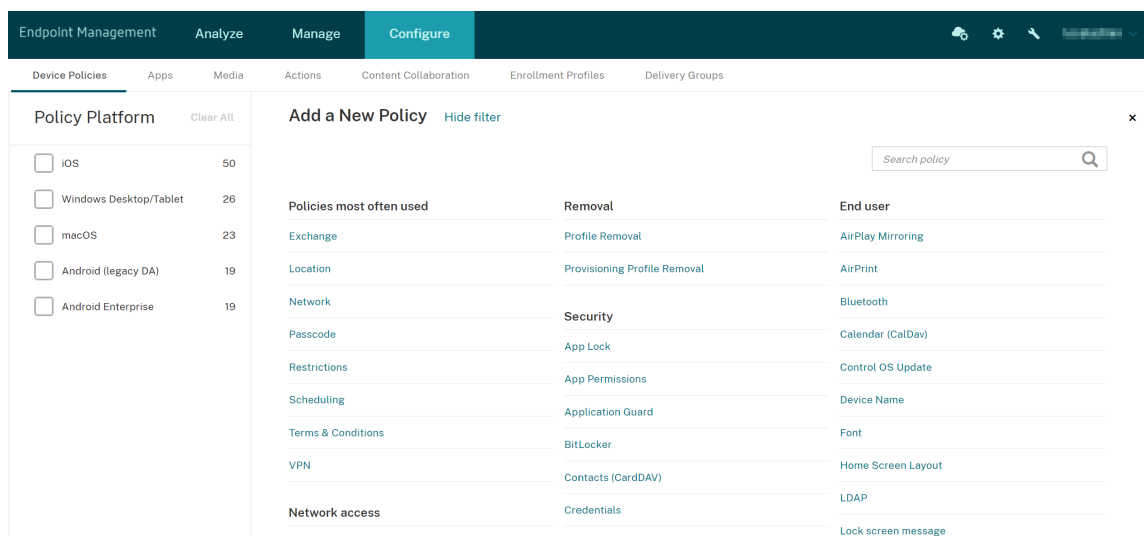 Endpoint Management Analyze Manage Configure
Device Policies Apps Media Actions Content Collaboration Enrollment Profiles Delivery Groups
Policy Platform Clear All
iOS 50
Windows Desktop/Tablet 26
macOS 23
Android (legacy DA) 19
Android Enterprise 19
Add a New Policy Hide filter
Search policy
Policies most often used
Exchange
Location
Network
Passcode
Restrictions
Scheduling
Terms & Conditions
VPN
Network access
Removal
Profile Removal
Provisioning Profile Removal
Security
App Lock
App Permissions
Application Guard
BitLocker
Contacts (CardDAV)
Credentials
End user
AirPlay Mirroring
AirPrint
Bluetooth
Calendar (CalDav)
Control OS Update
Device Name
Font
Home Screen Layout
LDAP
Lock screen message